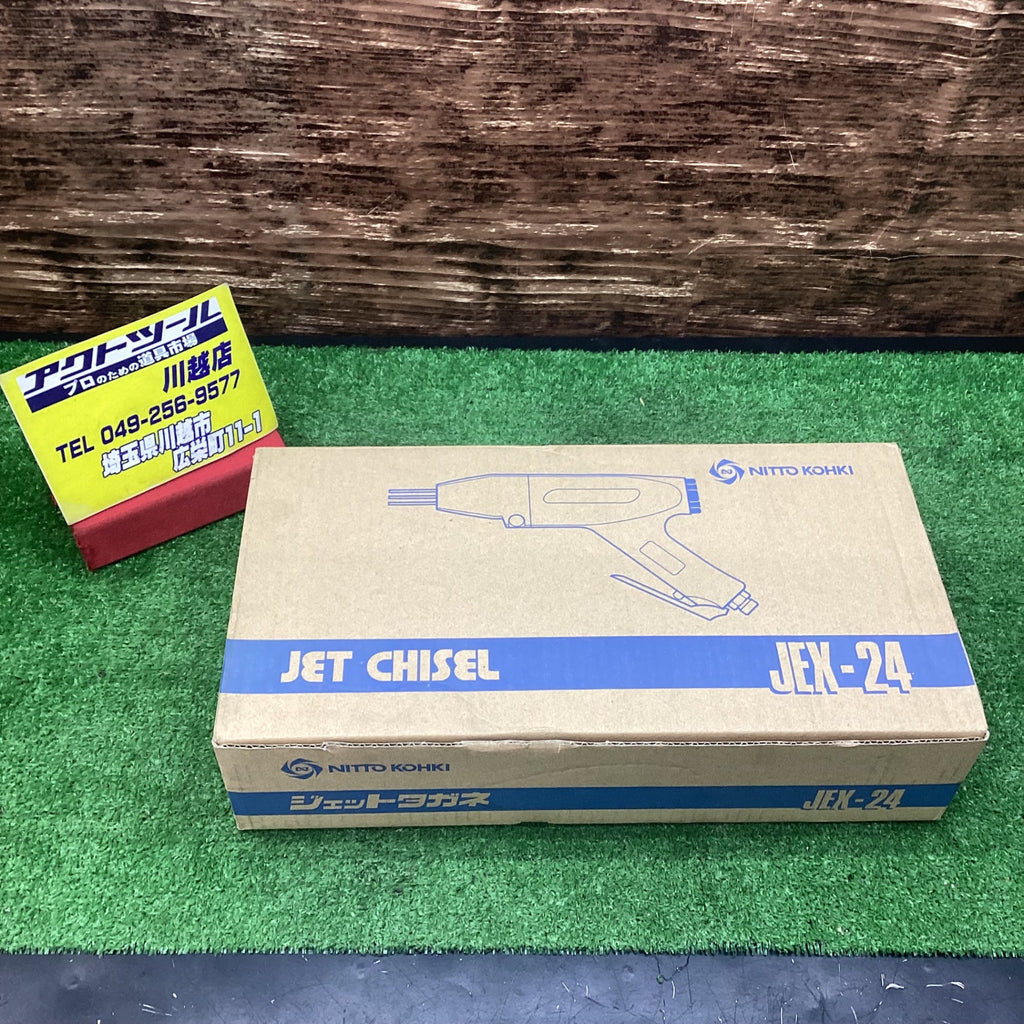 アクトツール
プロのための道具市場
川越店
TEL 049-256-9577
埼玉県川越市
広栄町11-1
NITTO KOHKI
JET CHISEL
JEX-24
NITTO KOHKI
ジェットタガネ
JEX-24